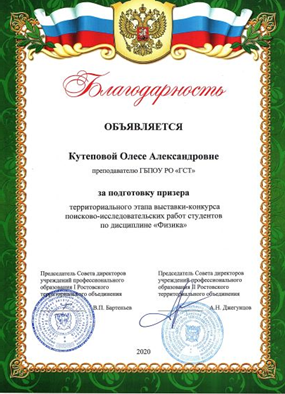 Благодарность
ОБЪЯВЛЯЕТСЯ
Кутеповой Олесе Александровне
преподавателю ГБПОУ РО «ГСТ»
за подготовку призера
территориального этапа выставки-конкурса
поисково-исследовательских работ студентов
по дисциплине «Физика»
Председатель Совета директоров
учреждений профессионального
образования I Ростовского
территориального объединения
В.П. Бартеньев
Председатель Совета директоров
учреждений профессионального
образования II Ростовского
территориального объединения
А.Н. Джегунцов
2020